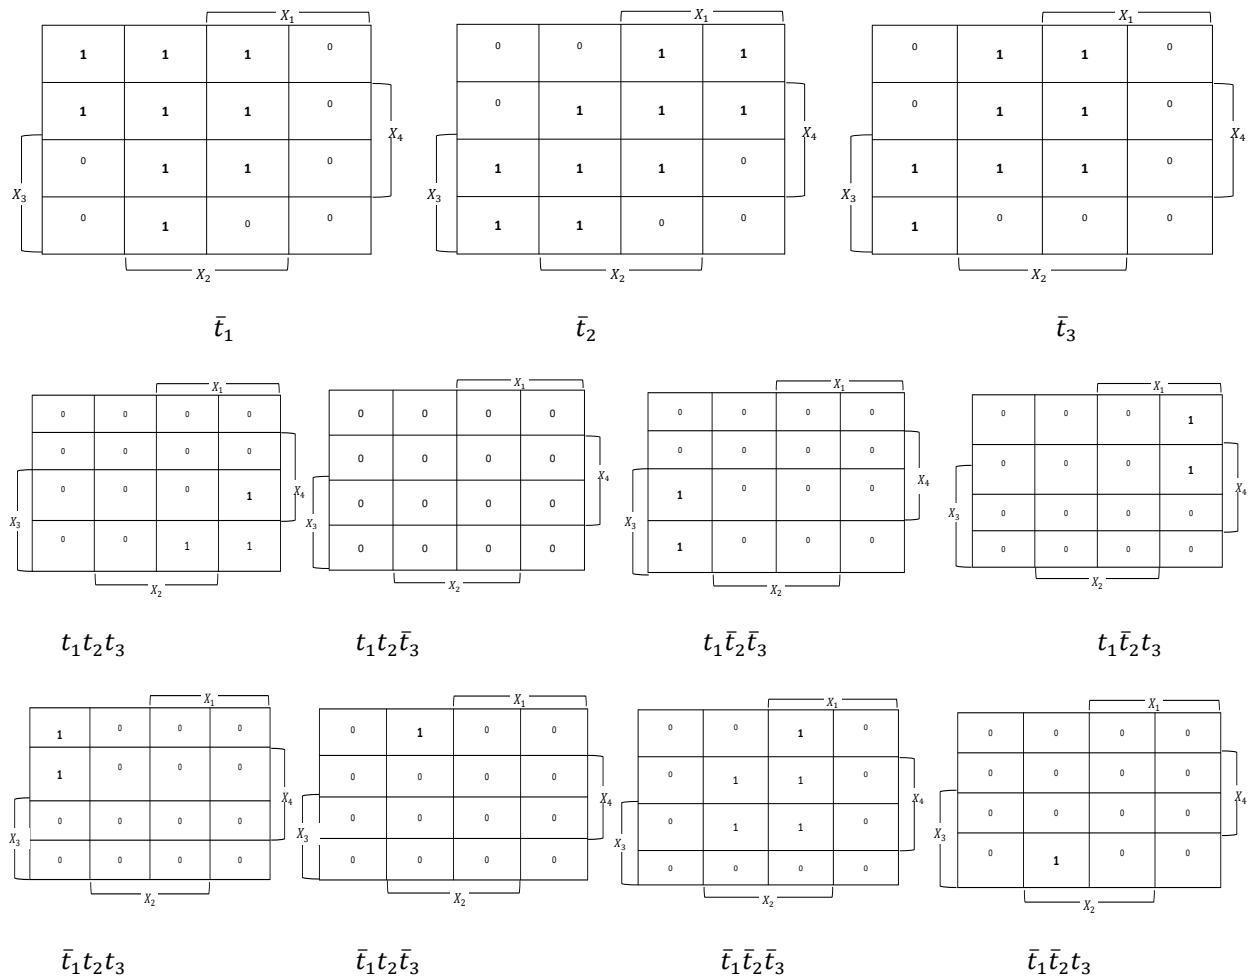 X₁ X₁ X₁
1 1 1 0 0 0 1 1 0 1 1 0
1 1 1 0 0 1 1 1 0 1 1 0
X₄ X₄ X₄
0 1 1 0 1 1 1 0 1 1 1 0
X₃ X₃ X₃
0 1 0 0 1 1 0 0 1 0 0 0
X₂ X₂ X₂
t̄₁ t̄₂ t̄₃
X₁ X₁ X₁ X₁
0 0 0 0 0 0 0 0 0 0 0 0 0 0 0 1
0 0 0 0 0 0 0 0 0 0 0 0 0 0 0 1
X₄ X₄ X₄ X₄
0 0 0 1 0 0 0 0 1 0 0 0 0 0 0 0
X₃ X₃ X₃ X₃
0 0 1 1 0 0 0 0 1 0 0 0 0 0 0 0
X₂ X₂ X₂ X₂
t₁t₂t₃ t₁t₂t̄₃ t₁t̄₂t̄₃ t₁t̄₂t₃
X₁ X₁ X₁ X₁
1 0 0 0 0 1 0 0 0 0 1 0 0 0 0 0
1 0 0 0 0 0 0 0 0 1 1 0 0 0 0 0
X₄ X₄ X₄ X₄
0 0 0 0 0 0 0 0 0 1 1 0 0 0 0 0
X₃ X₃ X₃ X₃
0 0 0 0 0 0 0 0 0 0 0 0 0 1 0 0
X₂ X₂ X₂ X₂
t̄₁t₂t₃ t̄₁t₂t̄₃ t̄₁t̄₂t̄₃ t̄₁t̄₂t₃